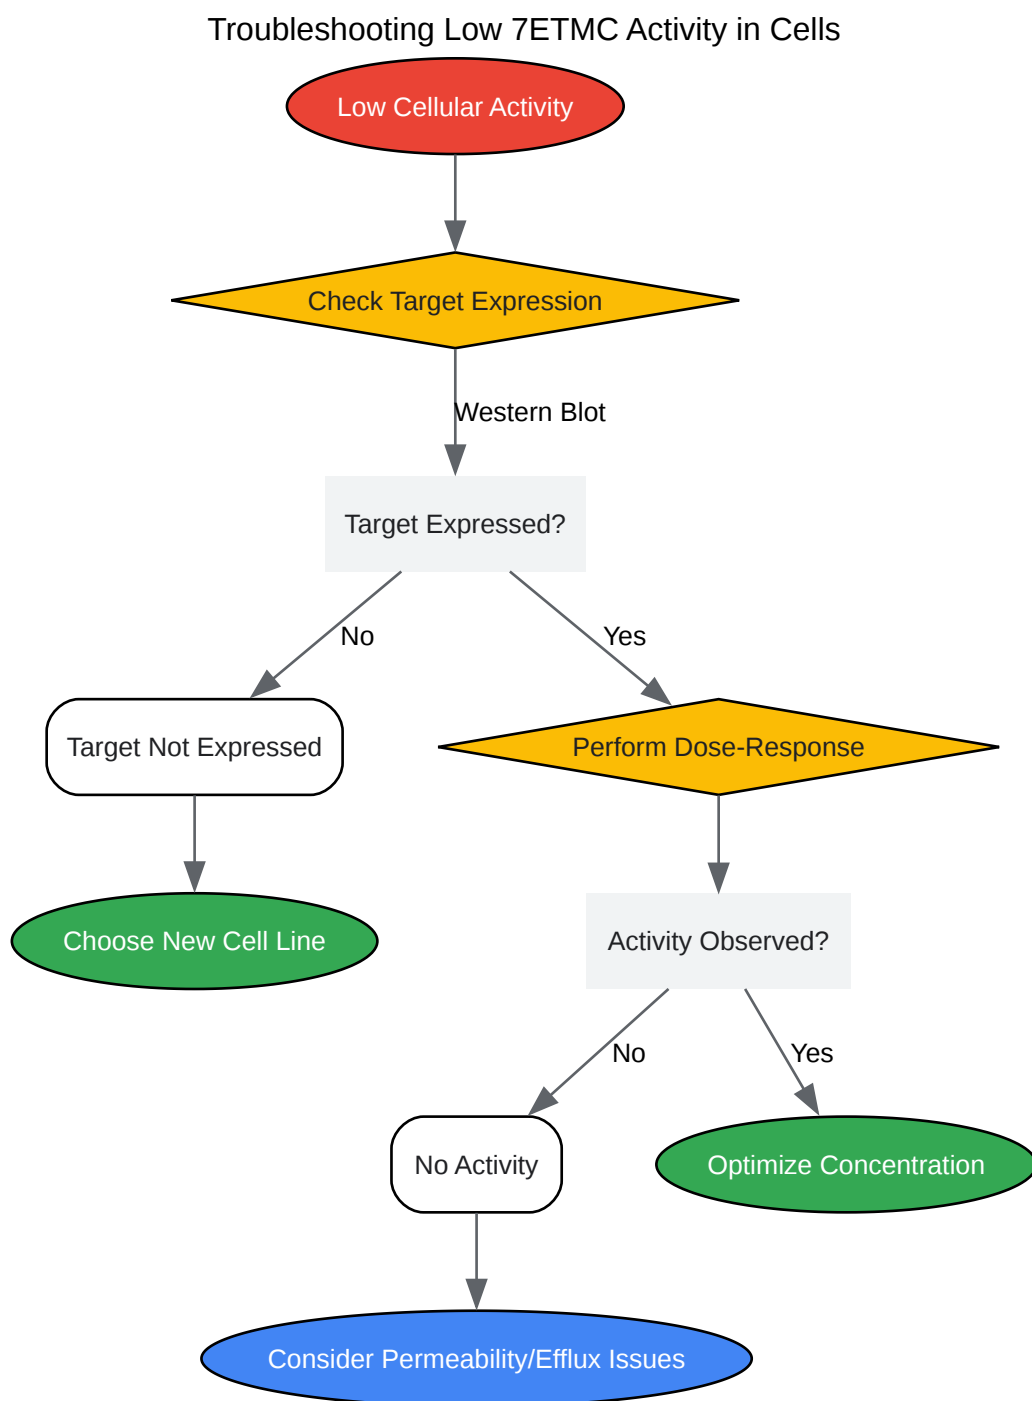 Troubleshooting Low 7ETMC Activity in Cells
Low Cellular Activity
Check Target Expression
Western Blot
Target Expressed?
No
Yes
Target Not Expressed
Perform Dose-Response
Choose New Cell Line
Activity Observed?
No
Yes
No Activity
Optimize Concentration
Consider Permeability/Efflux Issues